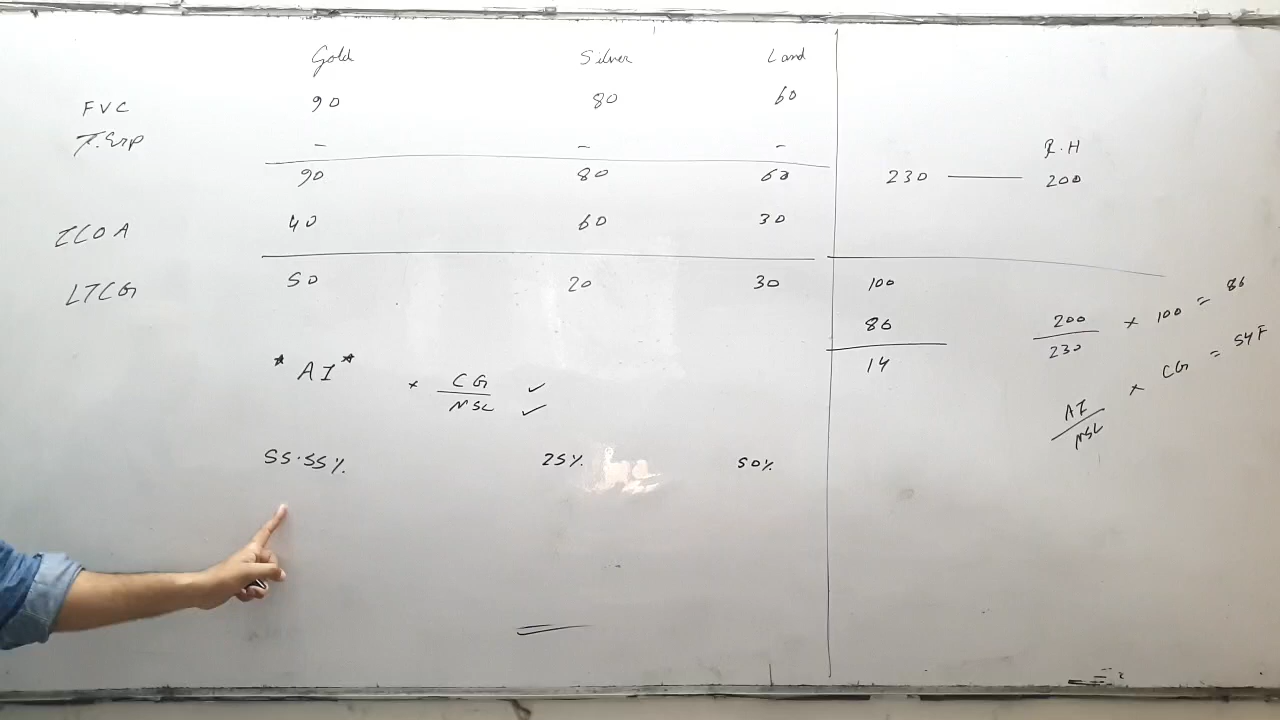 Gold Silver Land
FVC 90 80 60
T.Exp - - -
R.H
90 80 60 230 — 200
ICOA 40 60 30
LTCG 50 20 30 100
86 200/230 × 100 = 86
14
* AI * × CG/NSC ✓ ✓
AI/NSC × CG = 54F
55.55% 25% 50%